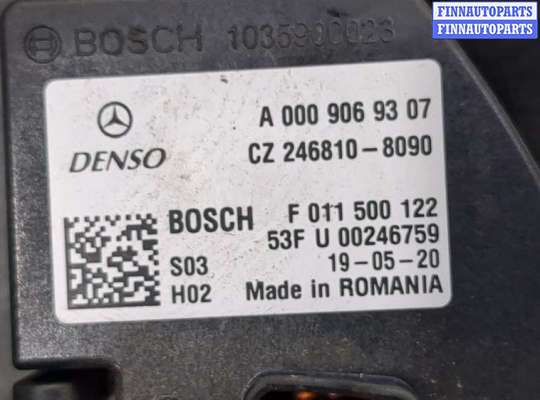 FINNAUTOPARTS
FINNAUTOPARTS
BOSCH 1035900023
A 000 906 93 07
DENSO CZ 246810-8090
BOSCH F 011 500 122
53F U 00246759
S03 19-05-20
H02 Made in ROMANIA